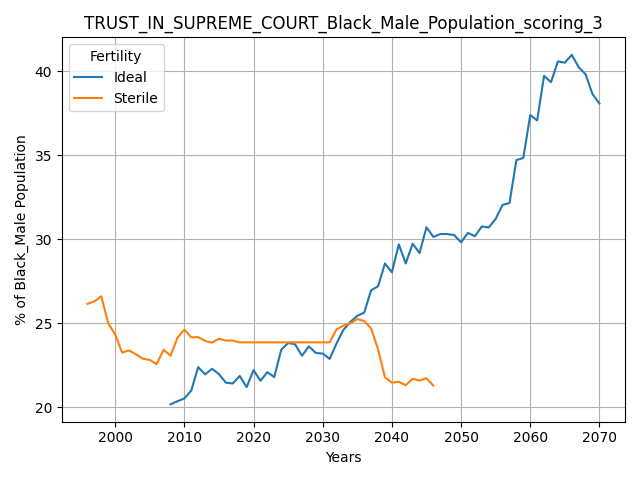 TRUST_IN_SUPREME_COURT_Black_Male_Population_scoring_3
Fertility
Ideal
Sterile
% of Black_Male Population
40
35
30
25
20
2000 2010 2020 2030 2040 2050 2060 2070
Years